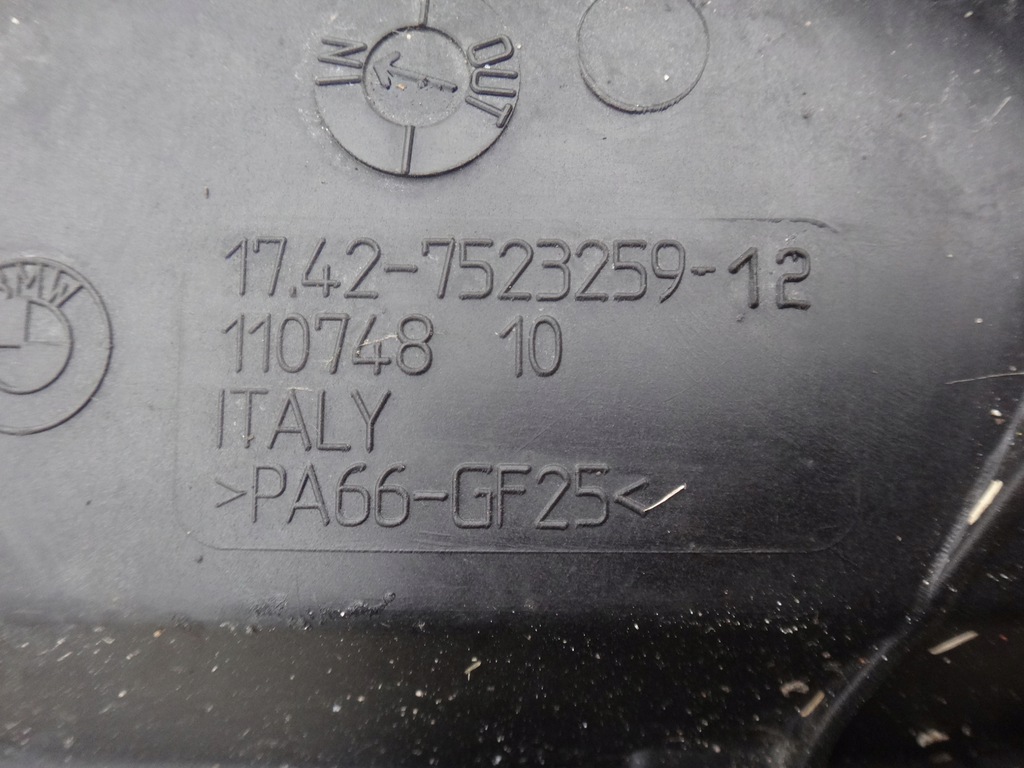 IN OUT
17.42-7523259-12
BMW
110748 10
ITALY
>PA66-GF25<